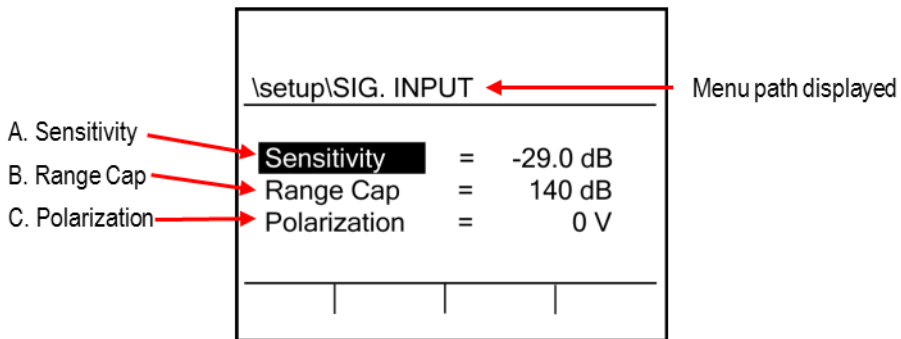 \setup\SIG. INPUT
Menu path displayed
A. Sensitivity
B. Range Cap
C. Polarization
Sensitivity = -29.0 dB
Range Cap = 140 dB
Polarization = 0 V